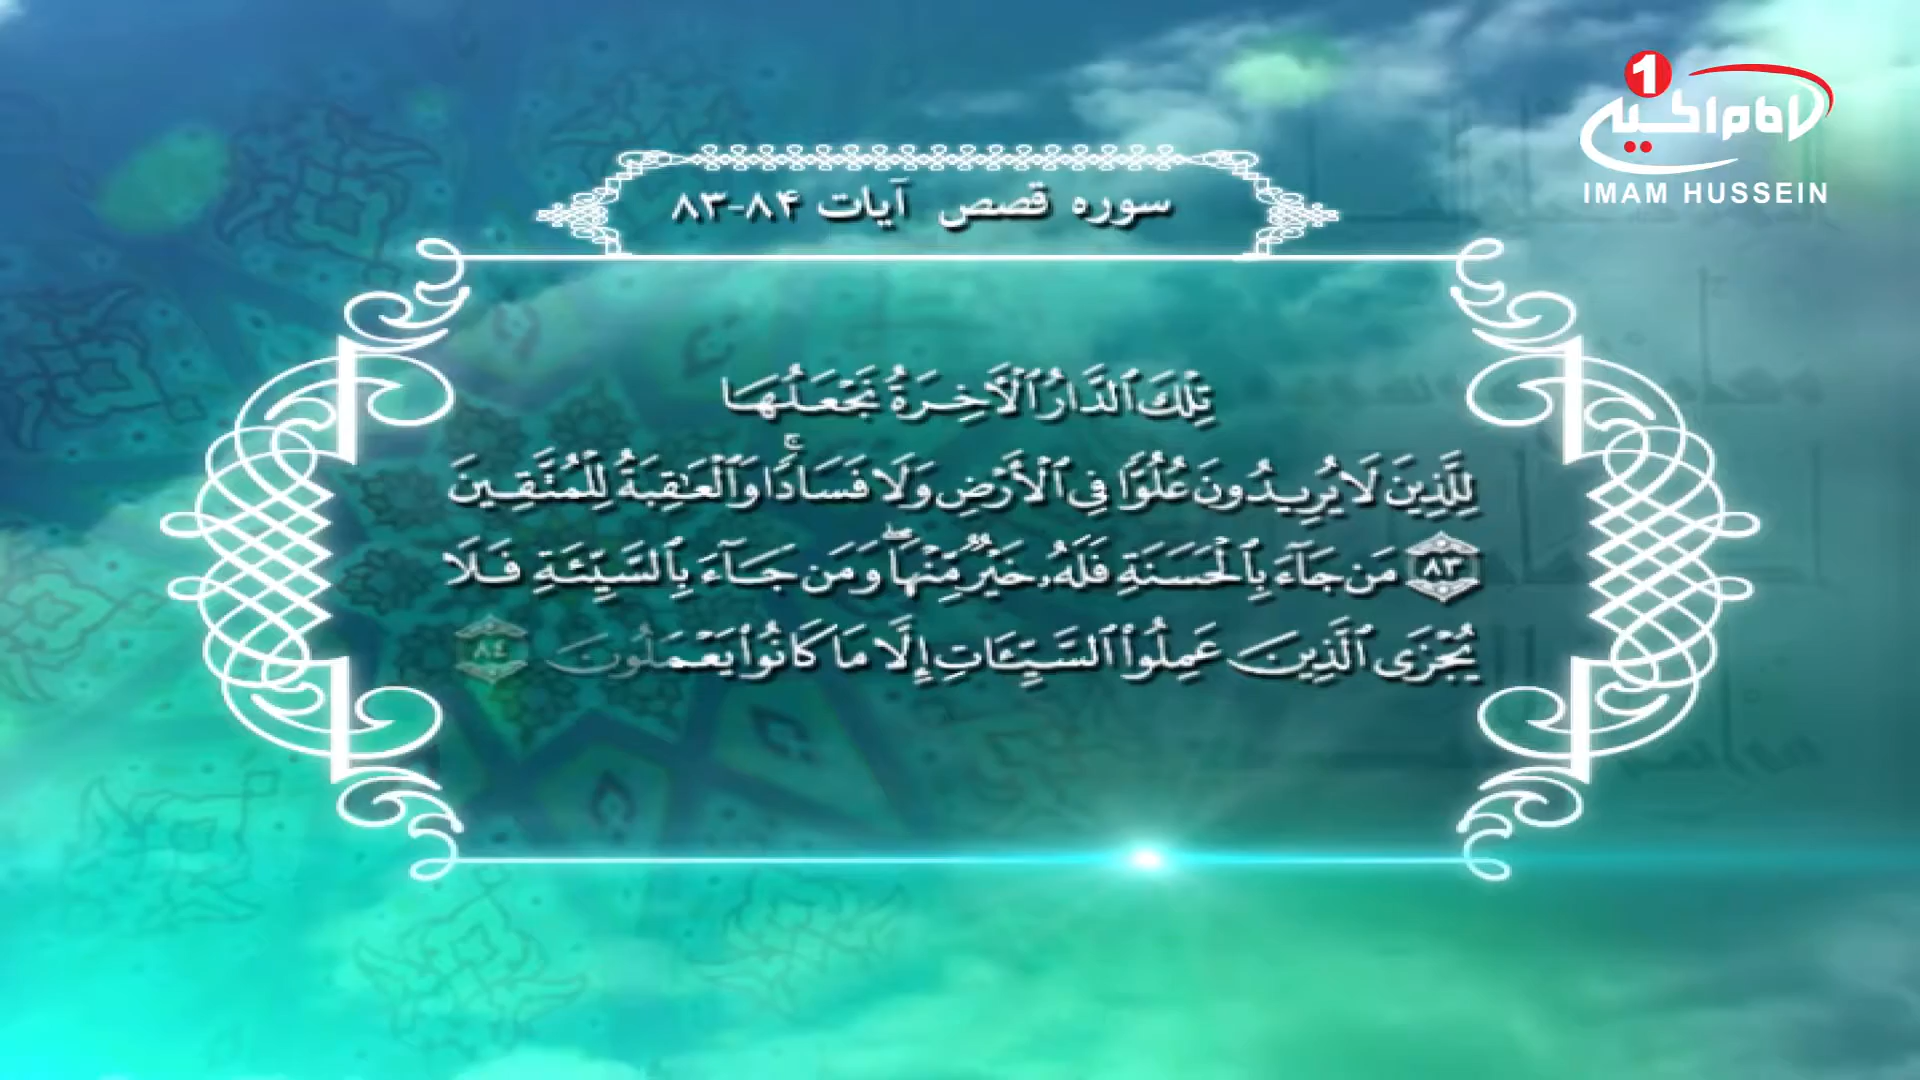 1
امام حسین
IMAM HUSSEIN
سوره قصص آیات ۸۴-۸۳
تِلْكَ ٱلدَّارُ ٱلْأَخِرَةُ نَجْعَلُهَا
لِلَّذِينَ لَا يُرِيدُونَ عُلُوًّا فِى ٱلْأَرْضِ وَلَا فَسَادًاۚ وَٱلْعَٰقِبَةُ لِلْمُتَّقِينَ
٨٣ مَن جَآءَ بِٱلْحَسَنَةِ فَلَهُۥ خَيْرٌ مِّنْهَاۖ وَمَن جَآءَ بِٱلسَّيِّئَةِ فَلَا
يُجْزَى ٱلَّذِينَ عَمِلُوا۟ ٱلسَّيِّـَٔاتِ إِلَّا مَا كَانُوا۟ يَعْمَلُونَ ٨٤